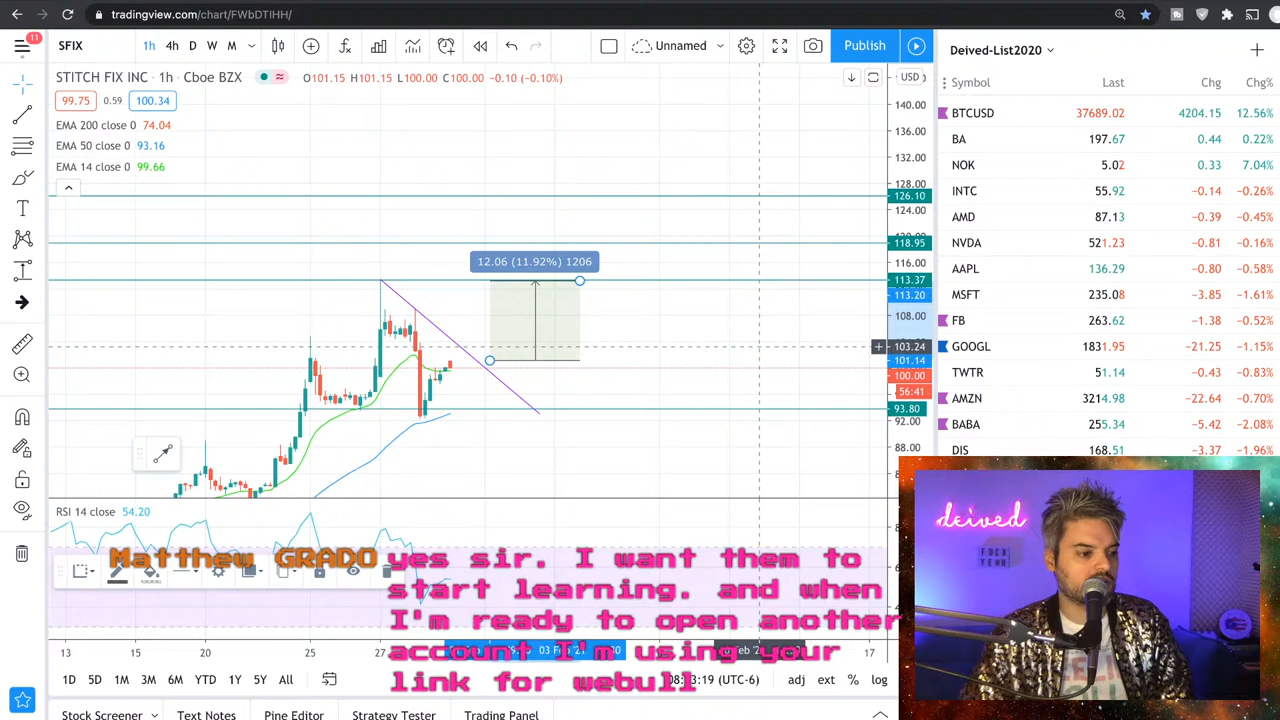 tradingview.com/chart/FWbDTIHH/
11
SFIX
1h 4h D W M
Unnamed
Publish
Deived-List2020
STITCH FIX INC · 1h · Cboe BZX
O101.15 H101.15 L100.00 C100.00 −0.10 (−0.10%)
USD
99.75 0.59 100.34
EMA 200 close 0 74.04
EMA 50 close 0 93.16
EMA 14 close 0 99.66
Symbol Last Chg Chg%
BTCUSD 37689.02 4204.15 12.56%
BA 197.67 0.44 0.22%
NOK 5.02 0.33 7.04%
INTC 55.92 −0.14 −0.26%
AMD 87.13 −0.39 −0.45%
NVDA 521.23 −0.81 −0.16%
AAPL 136.29 −0.80 −0.58%
MSFT 235.08 −3.85 −1.61%
FB 263.62 −1.38 −0.52%
GOOGL 1831.95 −21.25 −1.15%
TWTR 51.14 −0.43 −0.83%
AMZN 3214.98 −22.64 −0.70%
BABA 255.34 −5.42 −2.08%
DIS 168.51 −3.37 −1.96%
140.00
136.00
132.00
128.00
126.10
124.00
118.95
116.00
113.37
113.20
108.00
103.24
101.14
100.00
56:41
93.80
92.00
88.00
12.06 (11.92%) 1206
RSI 14 close 54.20
Matthew GRADO yes sir. I want them to
start learning. and when
I'm ready to open another
account I'm using your
link for webull
deived
FUCK
YEAH
13 20 25 27 03 Feb '21 17
1D 5D 1M 3M 6M YTD 1Y 5Y All
(UTC-6) adj ext % log
Stock Screener Text Notes Pine Editor Strategy Tester Trading Panel